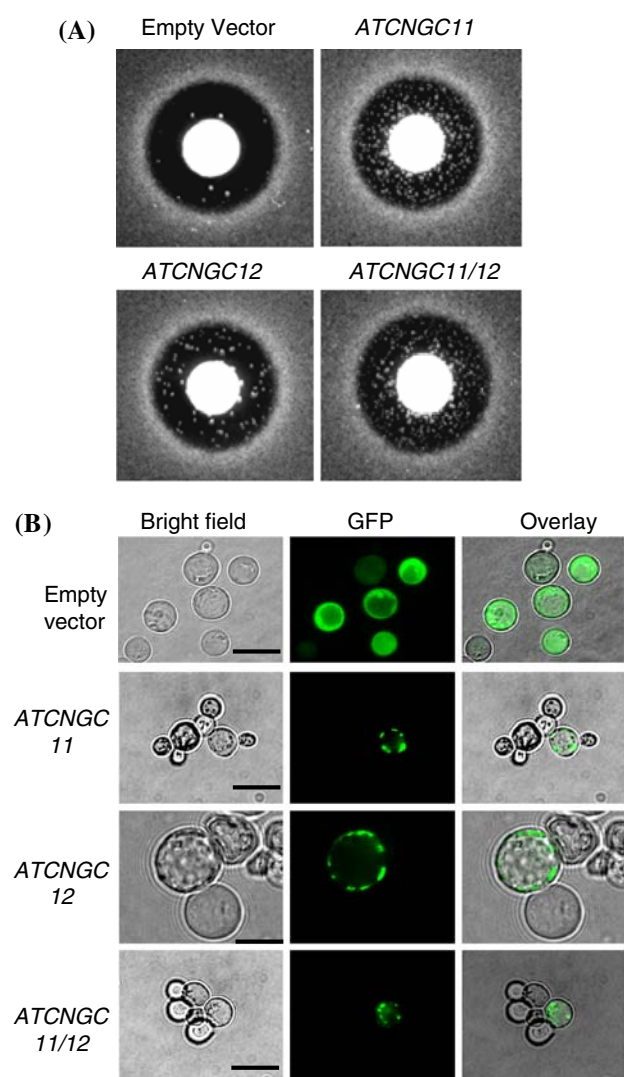 (A)
Empty Vector
ATCNGC11
ATCNGC12
ATCNGC11/12
(B)
Bright field
GFP
Overlay
Empty
vector
ATCNGC
11
ATCNGC
12
ATCNGC
11/12